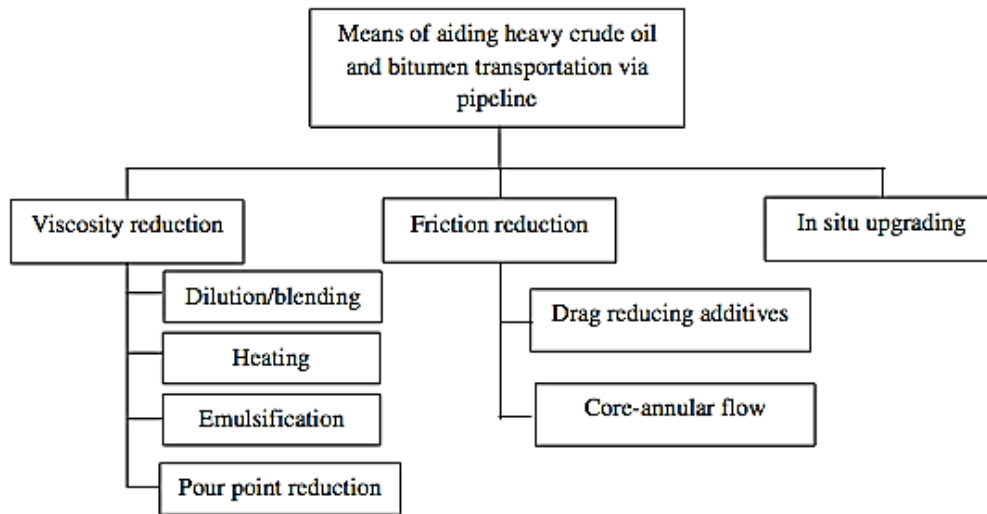 Means of aiding heavy crude oil
and bitumen transportation via
pipeline
Viscosity reduction
Friction reduction
In situ upgrading
Dilution/blending
Heating
Emulsification
Pour point reduction
Drag reducing additives
Core-annular flow